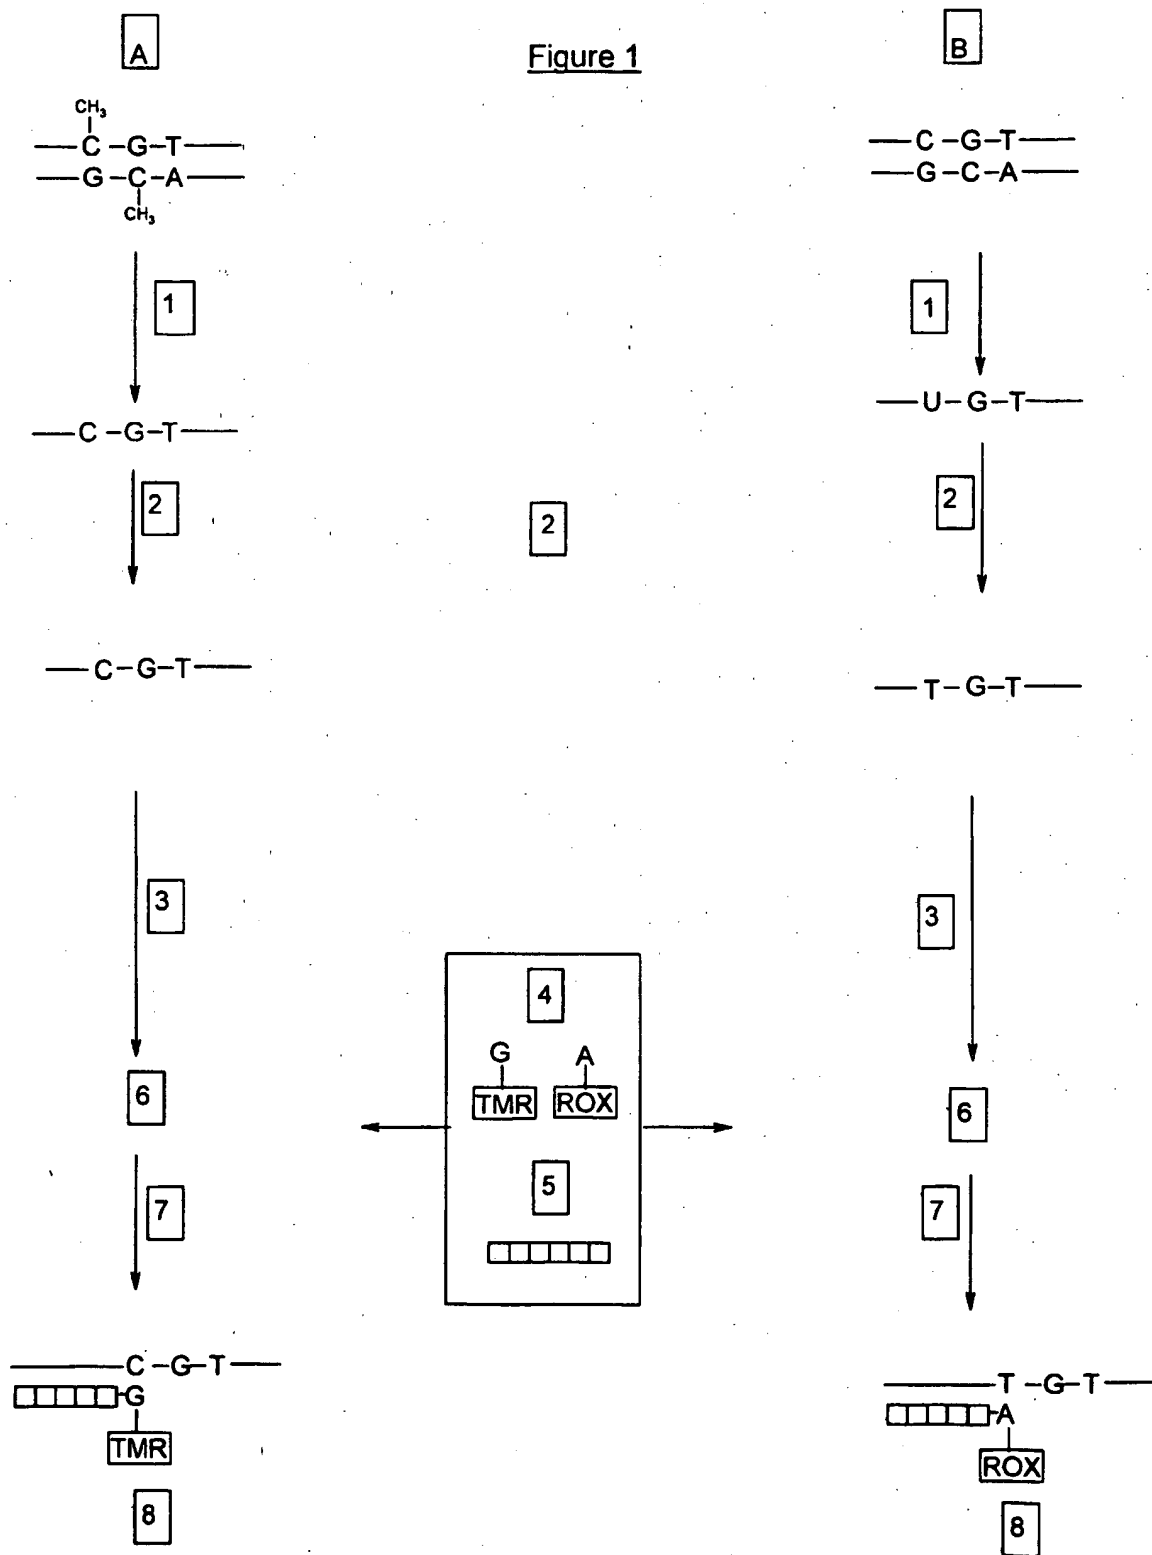 A
Figure 1
B
CH₃
C-G-T
G-C-A
CH₃
C-G-T
G-C-A
1
1
C-G-T
U-G-T
2
2
2
C-G-T
T-G-T
3
3
4
G A
TMR ROX
5
6
6
7
7
C-G-T
G
TMR
8
T-G-T
A
ROX
8